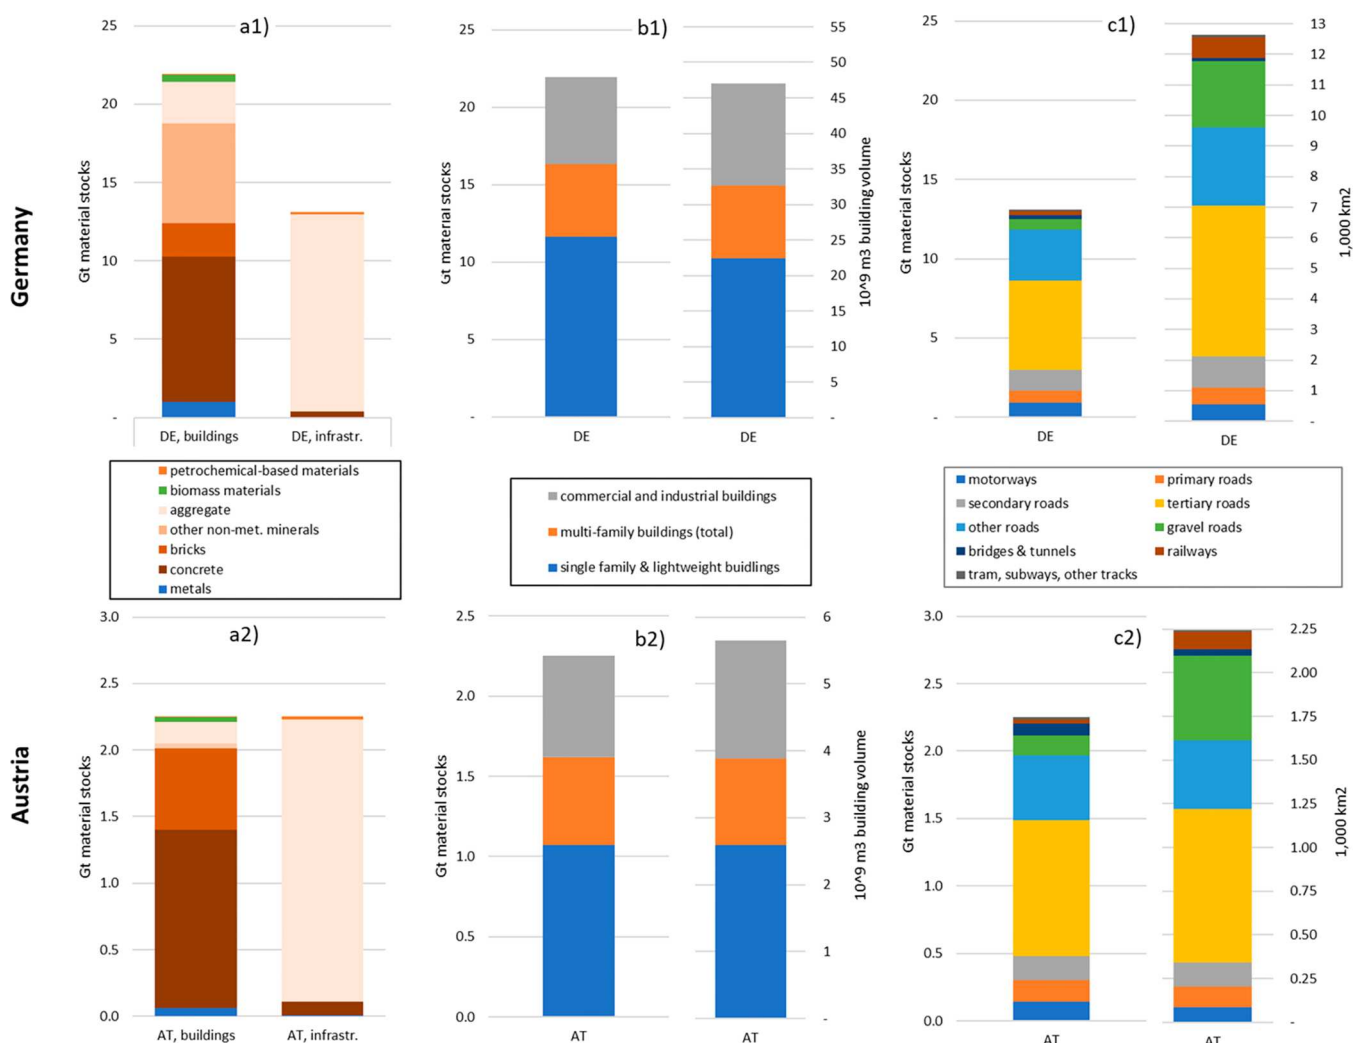 Germany
a1)
Gt material stocks
25
20
15
10
5
-
DE, buildings
DE, infrastr.
petrochemical-based materials
biomass materials
aggregate
other non-met. minerals
bricks
concrete
metals
b1)
Gt material stocks
25
20
15
10
5
-
DE
DE
55
50
45
40
35
30
25
20
15
10
5
-
10^9 m3 building volume
commercial and industrial buildings
multi-family buildings (total)
single family & lightweight buidlings
c1)
Gt material stocks
25
20
15
10
5
-
DE
DE
13
12
11
10
9
8
7
6
5
4
3
2
1
-
1,000 km2
motorways
primary roads
secondary roads
tertiary roads
other roads
gravel roads
bridges & tunnels
railways
tram, subways, other tracks
Austria
a2)
Gt material stocks
3.0
2.5
2.0
1.5
1.0
0.5
0.0
AT, buildings
AT, infrastr.
b2)
Gt material stocks
2.5
2.0
1.5
1.0
0.5
0.0
AT
AT
6
5
4
3
2
1
-
10^9 m3 building volume
c2)
Gt material stocks
3.0
2.5
2.0
1.5
1.0
0.5
0.0
AT
AT
2.25
2.00
1.75
1.50
1.25
1.00
0.75
0.50
0.25
-
1,000 km2